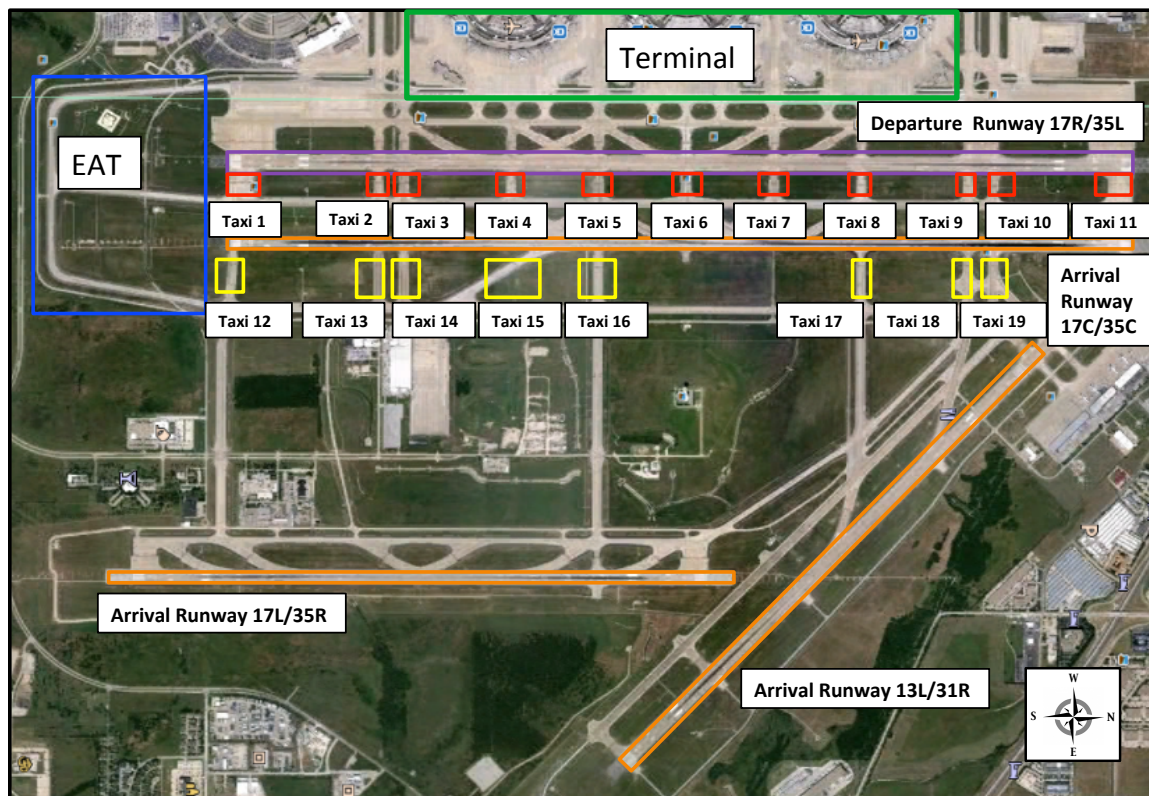 Terminal
Departure Runway 17R/35L
EAT
Taxi 1
Taxi 2
Taxi 3
Taxi 4
Taxi 5
Taxi 6
Taxi 7
Taxi 8
Taxi 9
Taxi 10
Taxi 11
Arrival
Runway
17C/35C
Taxi 12
Taxi 13
Taxi 14
Taxi 15
Taxi 16
Taxi 17
Taxi 18
Taxi 19
Arrival Runway 17L/35R
Arrival Runway 13L/31R
W
S
N
E